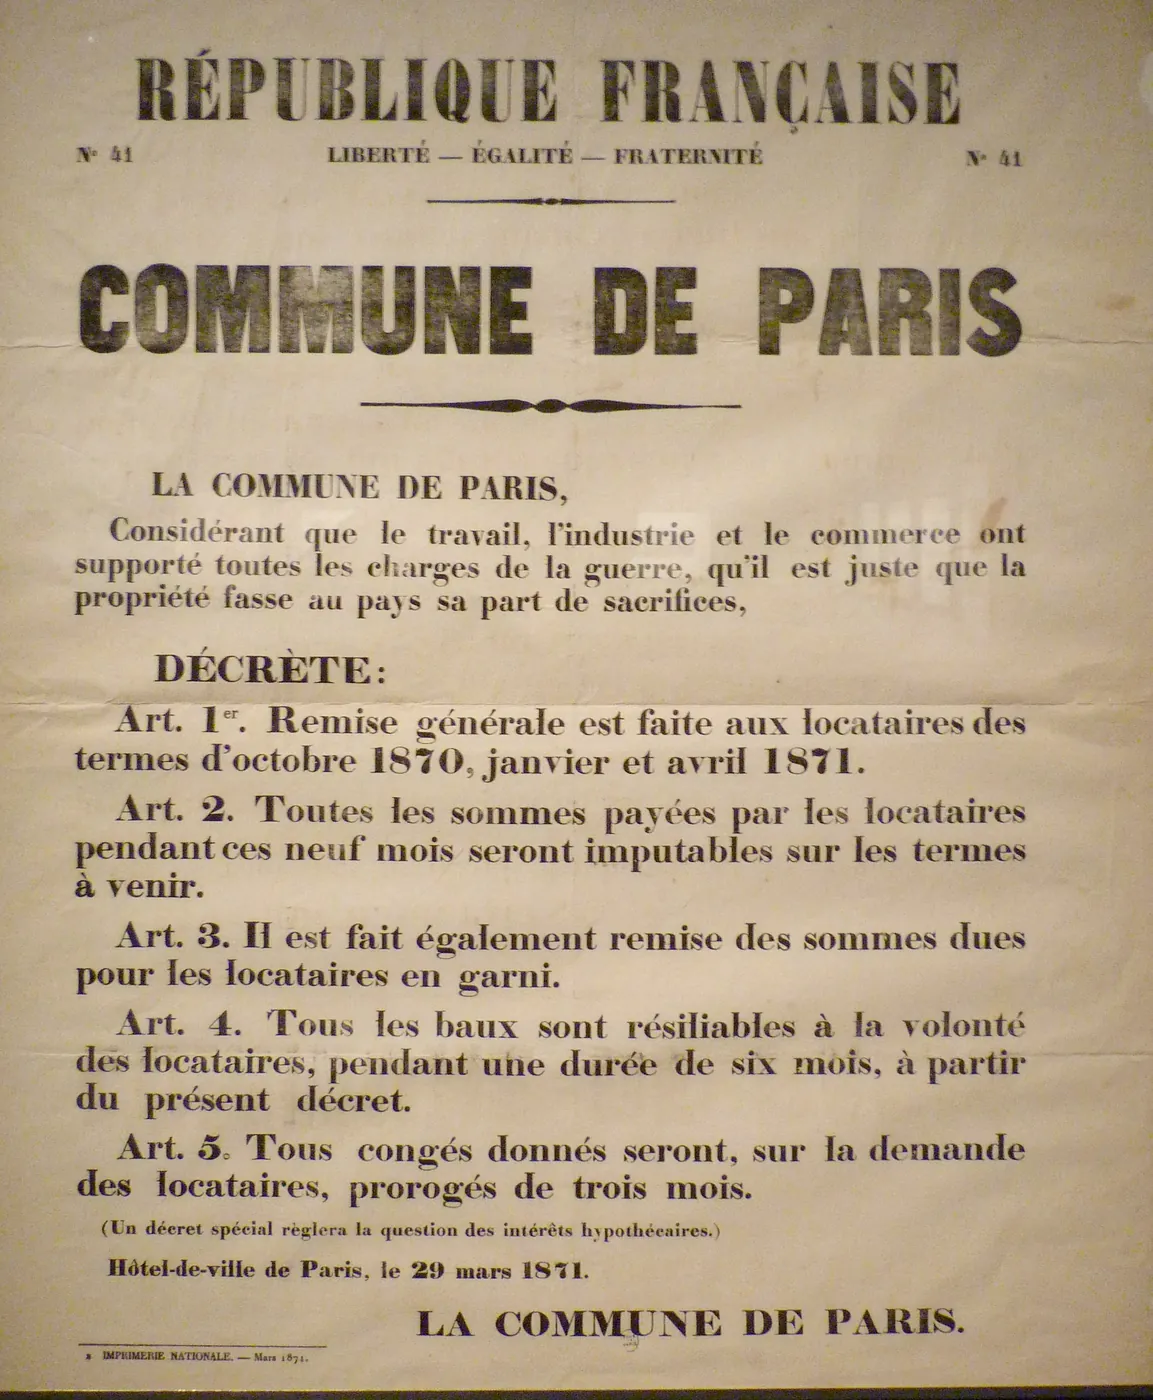 RÉPUBLIQUE FRANÇAISE
N° 41 LIBERTÉ — ÉGALITÉ — FRATERNITÉ N° 41
COMMUNE DE PARIS
LA COMMUNE DE PARIS,
Considérant que le travail, l'industrie et le commerce ont
supporté toutes les charges de la guerre, qu'il est juste que la
propriété fasse au pays sa part de sacrifices,
DÉCRÈTE:
Art. 1er. Remise générale est faite aux locataires des
termes d'octobre 1870, janvier et avril 1871.
Art. 2. Toutes les sommes payées par les locataires
pendant ces neuf mois seront imputables sur les termes
à venir.
Art. 3. Il est fait également remise des sommes dues
pour les locataires en garni.
Art. 4. Tous les baux sont résiliables à la volonté
des locataires, pendant une durée de six mois, à partir
du présent décret.
Art. 5. Tous congés donnés seront, sur la demande
des locataires, prorogés de trois mois.
(Un décret spécial règlera la question des intérêts hypothécaires.)
Hôtel-de-ville de Paris, le 29 mars 1871.
LA COMMUNE DE PARIS.
IMPRIMERIE NATIONALE. — Mars 1871.